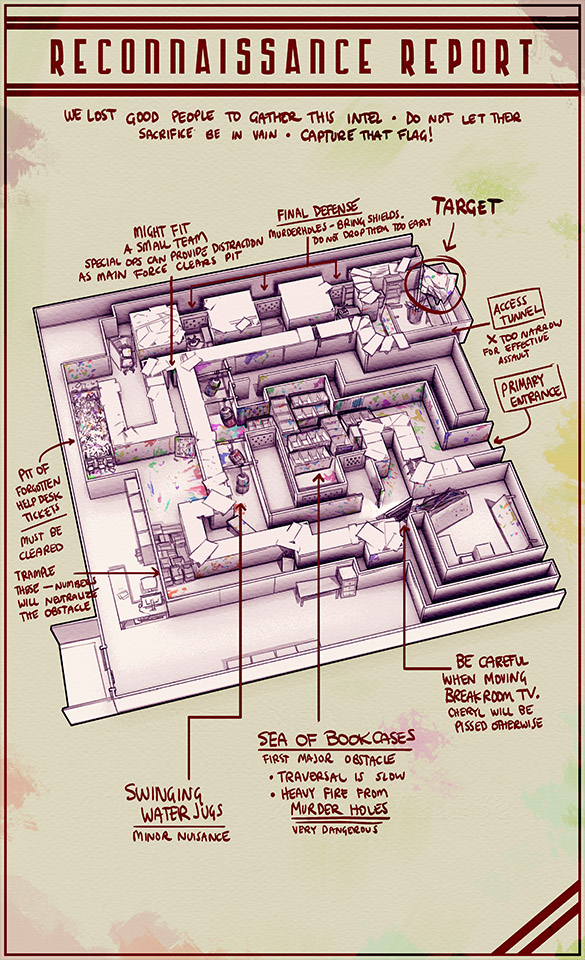 RECONNAISSANCE REPORT
WE LOST GOOD PEOPLE TO GATHER THIS INTEL • DO NOT LET THEIR
SACRIFICE BE IN VAIN • CAPTURE THAT FLAG!
MIGHT FIT
A SMALL TEAM
SPECIAL OPS CAN PROVIDE DISTRACTION
AS MAIN FORCE CLEARS PIT
FINAL DEFENSE
MURDERHOLES - BRING SHIELDS.
DO NOT DROP THEM TOO EARLY
TARGET
ACCESS
TUNNEL
X TOO NARROW
FOR EFFECTIVE
ASSAULT
PRIMARY
ENTRANCE
PIT OF
FORGOTTEN
HELP DESK
TICKETS
MUST BE
CLEARED
TRAMPLE
THOSE - NUMBERS
WILL NEUTRALIZE
THE OBSTACLE
BE CAREFUL
WHEN MOVING
BREAKROOM TV.
CHERYL WILL BE
PISSED OTHERWISE
SEA OF BOOKCASES
FIRST MAJOR OBSTACLE
• TRAVERSAL IS SLOW
• HEAVY FIRE FROM
MURDER HOLES
VERY DANGEROUS
SWINGING
WATER JUGS
MINOR NUISANCE